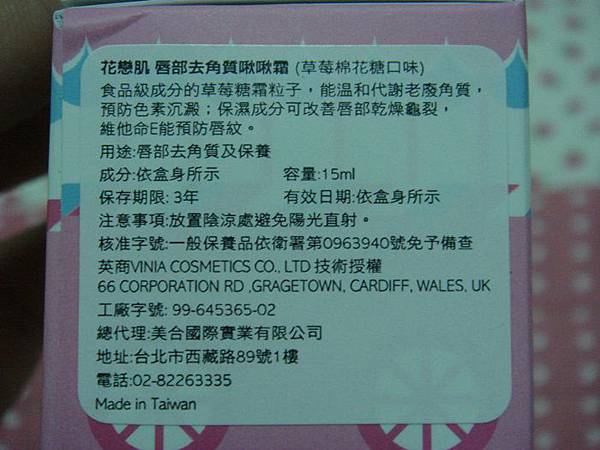 花戀肌 唇部去角質啾啾霜 (草莓棉花糖口味)
食品級成分的草莓糖霜粒子，能溫和代謝老廢角質，
預防色素沉澱；保濕成分可改善唇部乾燥龜裂，
維他命E能預防唇紋。
用途:唇部去角質及保養
成分:依盒身所示 容量:15ml
保存期限: 3年 有效日期:依盒身所示
注意事項:放置陰涼處避免陽光直射。
核准字號:一般保養品依衛署第0963940號免予備查
英商VINIA COSMETICS CO., LTD 技術授權
66 CORPORATION RD ,GRAGETOWN, CARDIFF, WALES, UK
工廠字號: 99-645365-02
總代理:美合國際實業有限公司
地址:台北市西藏路89號1樓
電話:02-82263335
Made in Taiwan